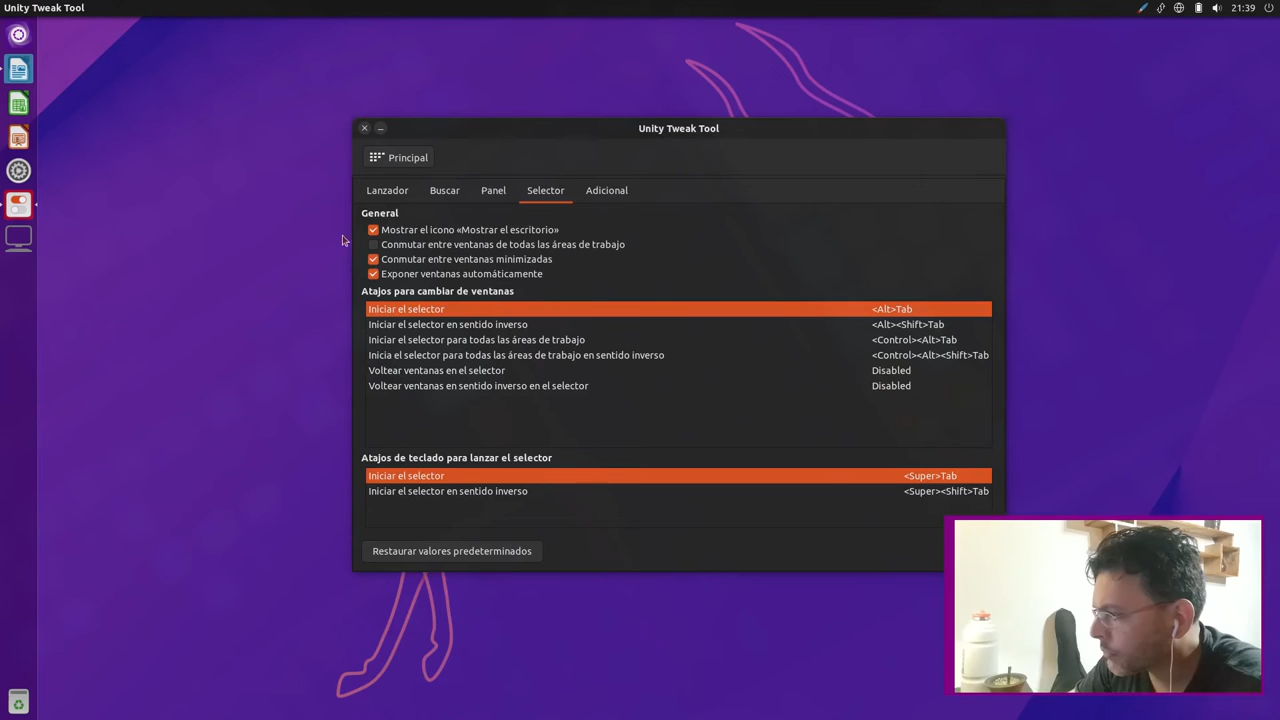 Unity Tweak Tool
21:39
Unity Tweak Tool
Principal
Lanzador Buscar Panel Selector Adicional
General
Mostrar el icono «Mostrar el escritorio»
Conmutar entre ventanas de todas las áreas de trabajo
Conmutar entre ventanas minimizadas
Exponer ventanas automáticamente
Atajos para cambiar de ventanas
Iniciar el selector <Alt>Tab
Iniciar el selector en sentido inverso <Alt><Shift>Tab
Iniciar el selector para todas las áreas de trabajo <Control><Alt>Tab
Inicia el selector para todas las áreas de trabajo en sentido inverso <Control><Alt><Shift>Tab
Voltear ventanas en el selector Disabled
Voltear ventanas en sentido inverso en el selector Disabled
Atajos de teclado para lanzar el selector
Iniciar el selector <Super>Tab
Iniciar el selector en sentido inverso <Super><Shift>Tab
Restaurar valores predeterminados